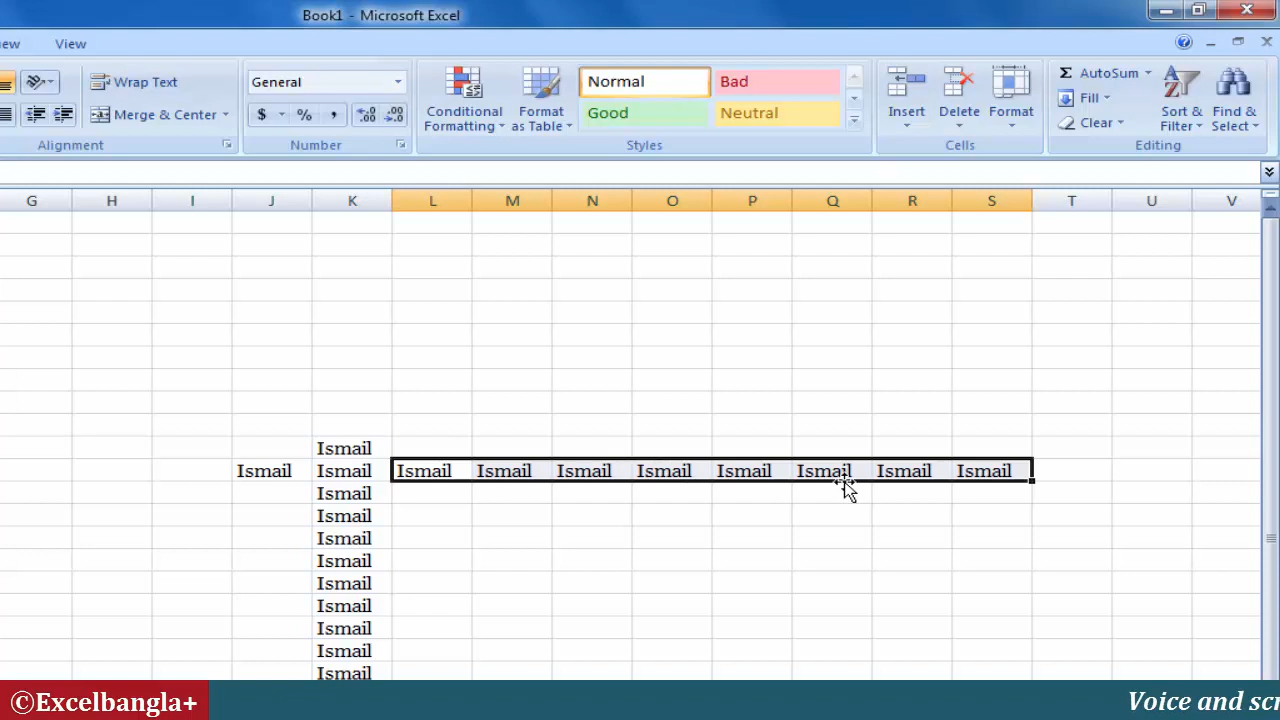 Book1 - Microsoft Excel
ew View
Wrap Text General Normal Bad AutoSum
Conditional Formatting Format as Table Insert Delete Format Fill Sort & Filter Find & Select
Merge & Center $ % , Good Neutral Clear
Alignment Number Styles Cells Editing
G H I J K L M N O P Q R S T U V
Ismail
Ismail Ismail Ismail Ismail Ismail Ismail Ismail Ismail Ismail Ismail
Ismail
Ismail
Ismail
Ismail
Ismail
Ismail
Ismail
Ismail
Ismail
©Excelbangla+ Voice and scr